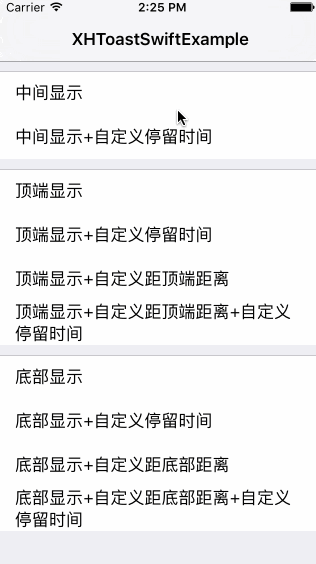 Carrier 2:25 PM
XHToastSwiftExample
中间显示
中间显示+自定义停留时间
顶端显示
顶端显示+自定义停留时间
顶端显示+自定义距顶端距离
顶端显示+自定义距顶端距离+自定义
停留时间
底部显示
底部显示+自定义停留时间
底部显示+自定义距底部距离
底部显示+自定义距底部距离+自定义
停留时间